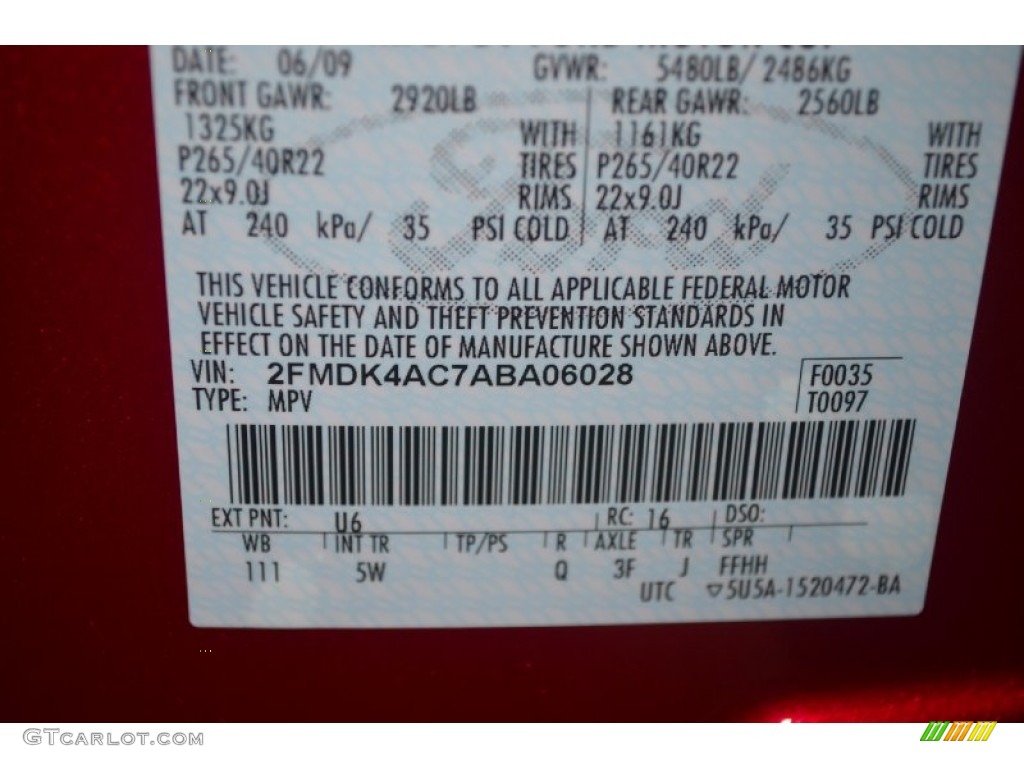 DATE: 06/09 GVWR: 5480LB/ 2486KG
FRONT GAWR: 2920LB REAR GAWR: 2560LB
1325KG WITH 1161KG WITH
P265/40R22 TIRES P265/40R22 TIRES
22x9.0J RIMS 22x9.0J RIMS
AT 240 kPa/ 35 PSI COLD AT 240 kPa/ 35 PSI COLD
Ford
THIS VEHICLE CONFORMS TO ALL APPLICABLE FEDERAL MOTOR
VEHICLE SAFETY AND THEFT PREVENTION STANDARDS IN
EFFECT ON THE DATE OF MANUFACTURE SHOWN ABOVE.
VIN: 2FMDK4AC7ABA06028 F0035
TYPE: MPV T0097
EXT PNT: U6 RC: 16 DSO:
WB INT TR TP/PS R AXLE TR SPR
111 5W Q 3F J FFHH
UTC ▽5U5A-1520472-BA
GTCarLot.com